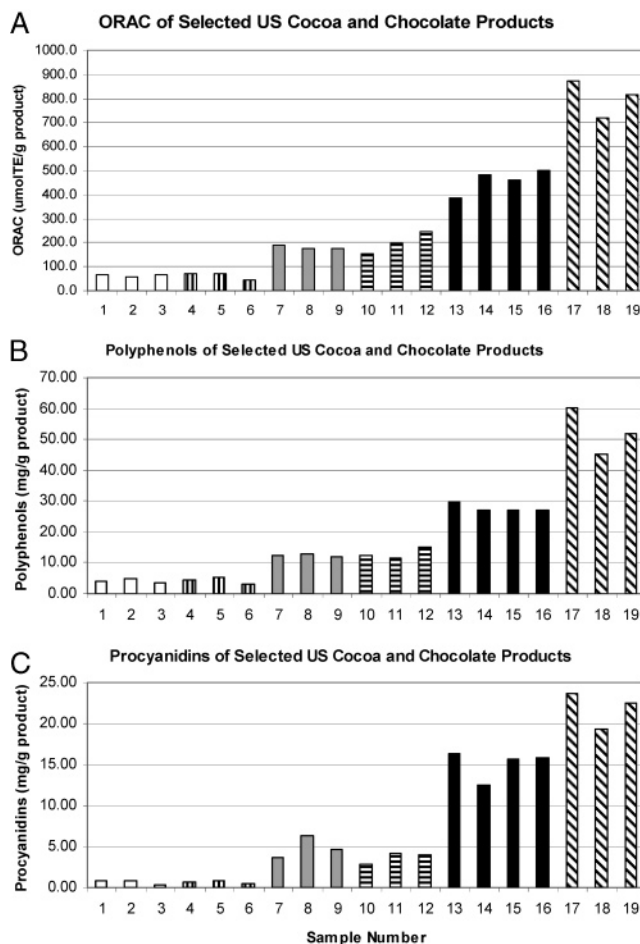 A
ORAC of Selected US Cocoa and Chocolate Products
ORAC (umolTE/g product)
1000.0
900.0
800.0
700.0
600.0
500.0
400.0
300.0
200.0
100.0
0.0
1 2 3 4 5 6 7 8 9 10 11 12 13 14 15 16 17 18 19
B
Polyphenols of Selected US Cocoa and Chocolate Products
Polyphenols (mg/g product)
70.00
60.00
50.00
40.00
30.00
20.00
10.00
0.00
1 2 3 4 5 6 7 8 9 10 11 12 13 14 15 16 17 18 19
C
Procyanidins of Selected US Cocoa and Chocolate Products
Procyanidins (mg/g product)
25.00
20.00
15.00
10.00
5.00
0.00
1 2 3 4 5 6 7 8 9 10 11 12 13 14 15 16 17 18 19
Sample Number